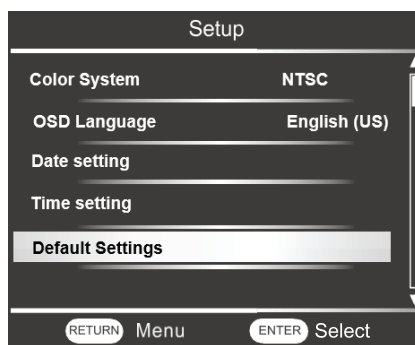 Setup
Color System NTSC
OSD Language English (US)
Date setting
Time setting
Default Settings
RETURN Menu ENTER Select